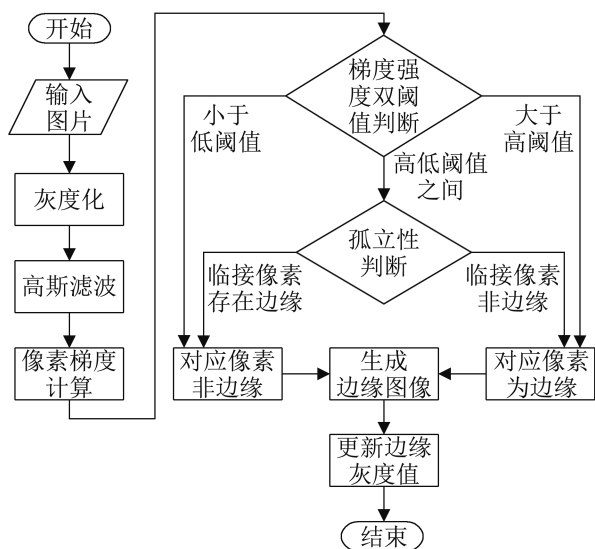 开始
输入
图片
灰度化
高斯滤波
像素梯度
计算
梯度强
度双阈
值判断
小于
低阈值
大于
高阈值
高低阈值
之间
孤立性
判断
临接像素
存在边缘
临接像素
非边缘
对应像素
非边缘
生成
边缘图像
对应像素
为边缘
更新边缘
灰度值
结束